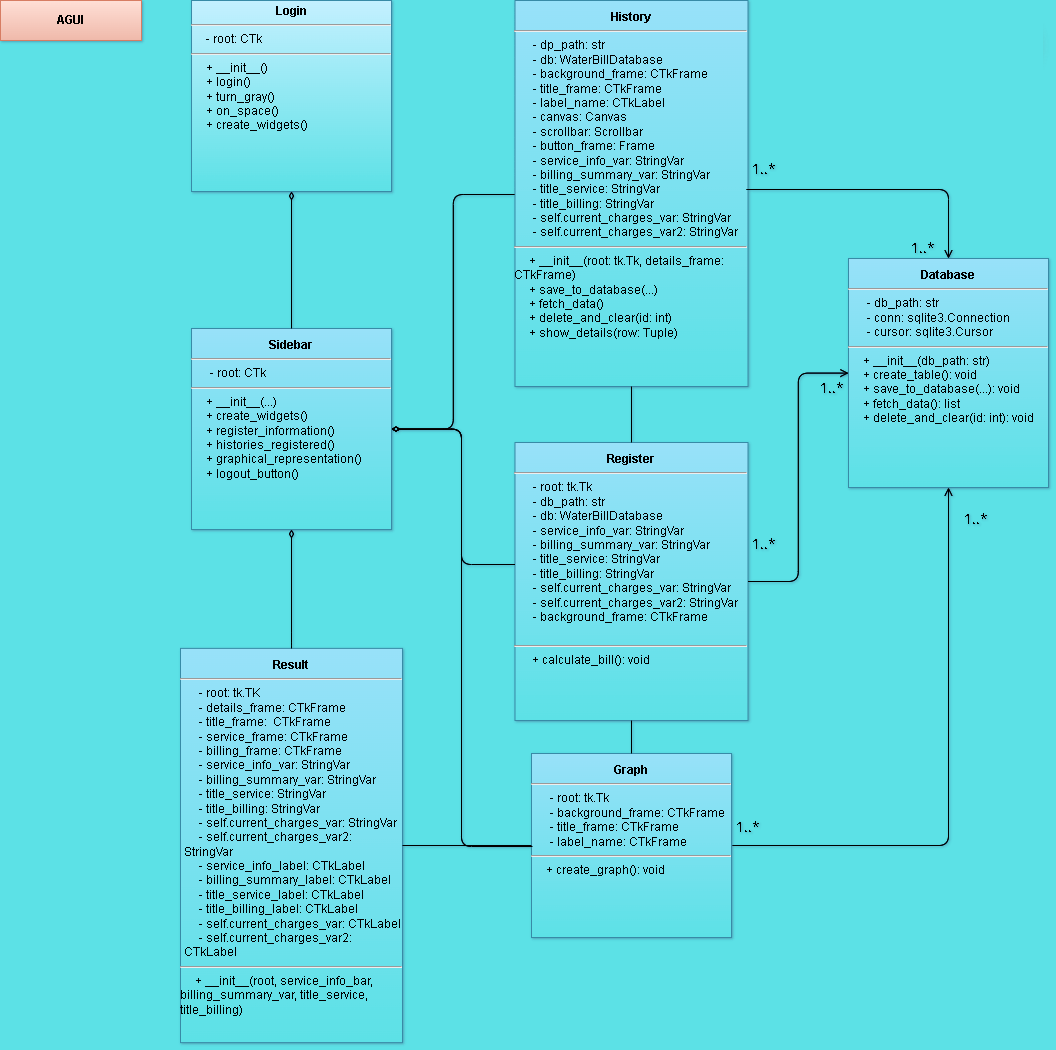 AGUI
Login
- root: CTk
+ __init__()
+ login()
+ turn_gray()
+ on_space()
+ create_widgets()
History
- dp_path: str
- db: WaterBillDatabase
- background_frame: CTkFrame
- title_frame: CTkFrame
- label_name: CTkLabel
- canvas: Canvas
- scrollbar: Scrollbar
- button_frame: Frame
- service_info_var: StringVar
- billing_summary_var: StringVar
- title_service: StringVar
- title_billing: StringVar
- self.current_charges_var: StringVar
- self.current_charges_var2: StringVar
+ __init__(root: tk.Tk, details_frame:
CTkFrame)
+ save_to_database(...)
+ fetch_data()
+ delete_and_clear(id: int)
+ show_details(row: Tuple)
1..*
1..*
Database
- db_path: str
- conn: sqlite3.Connection
- cursor: sqlite3.Cursor
+ __init__(db_path: str)
+ create_table(): void
+ save_to_database(...): void
+ fetch_data(): list
+ delete_and_clear(id: int): void
1..*
1..*
Sidebar
- root: CTk
+ __init__(...)
+ create_widgets()
+ register_information()
+ histories_registered()
+ graphical_representation()
+ logout_button()
Register
- root: tk.Tk
- db_path: str
- db: WaterBillDatabase
- service_info_var: StringVar
- billing_summary_var: StringVar
- title_service: StringVar
- title_billing: StringVar
- self.current_charges_var: StringVar
- self.current_charges_var2: StringVar
- background_frame: CTkFrame
+ calculate_bill(): void
1..*
Result
- root: tk.TK
- details_frame: CTkFrame
- title_frame:  CTkFrame
- service_frame: CTkFrame
- billing_frame: CTkFrame
- service_info_var: StringVar
- billing_summary_var: StringVar
- title_service: StringVar
- title_billing: StringVar
- self.current_charges_var: StringVar
- self.current_charges_var2:
StringVar
- service_info_label: CTkLabel
- billing_summary_label: CTkLabel
- title_service_label: CTkLabel
- title_billing_label: CTkLabel
- self.current_charges_var: CTkLabel
- self.current_charges_var2:
CTkLabel
+ __init__(root, service_info_bar,
billing_summary_var, title_service,
title_billing)
Graph
- root: tk.Tk
- background_frame: CTkFrame
- title_frame: CTkFrame
- label_name: CTkFrame
+ create_graph(): void
1..*